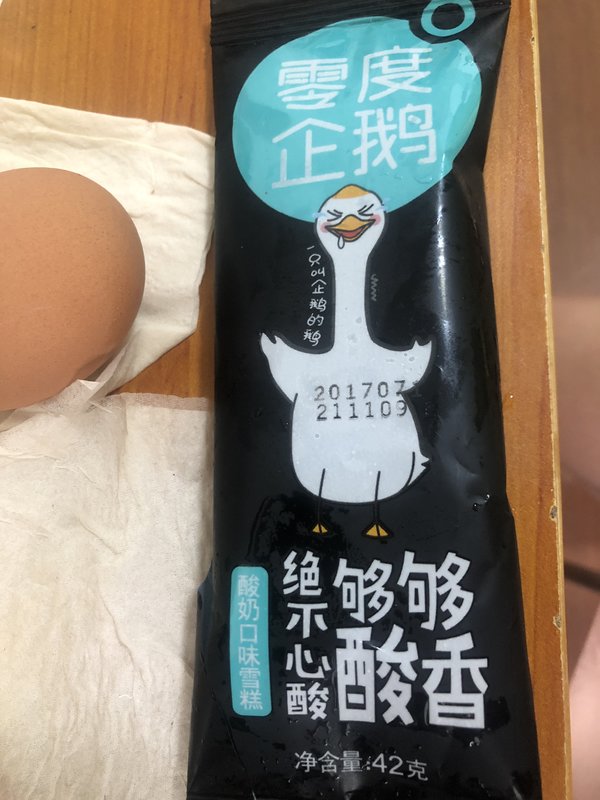 零度
企鹅
一只叫企鹅的鹅
201707
211109
酸奶口味雪糕
绝不心酸
够酸
够香
净含量:42克